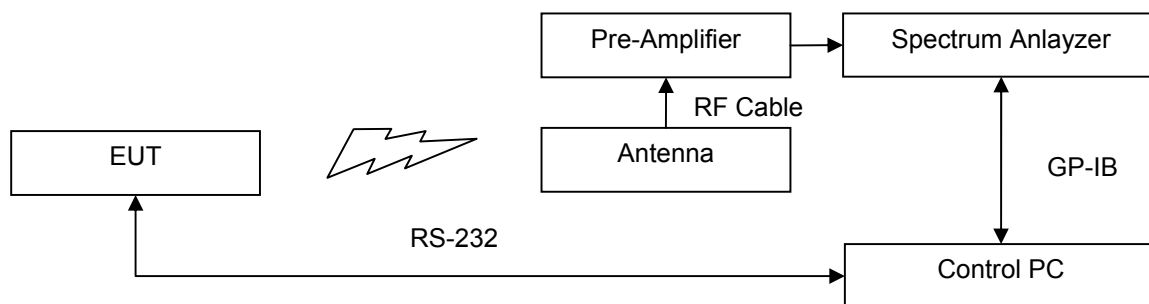 Pre-Amplifier
Spectrum Anlayzer
RF Cable
EUT
Antenna
GP-IB
RS-232
Control PC